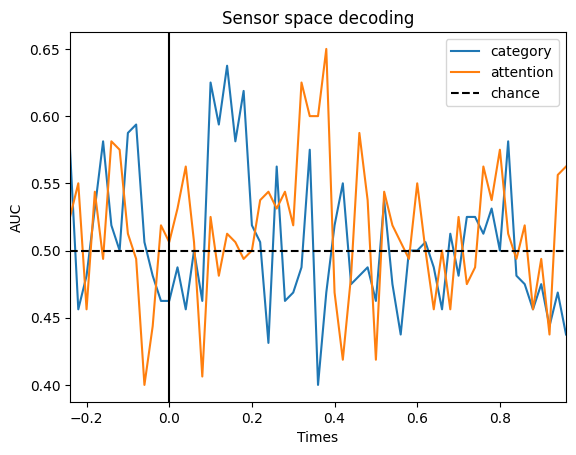 Sensor space decoding
category
attention
chance
AUC
0.65
0.60
0.55
0.50
0.45
0.40
−0.2 0.0 0.2 0.4 0.6 0.8
Times